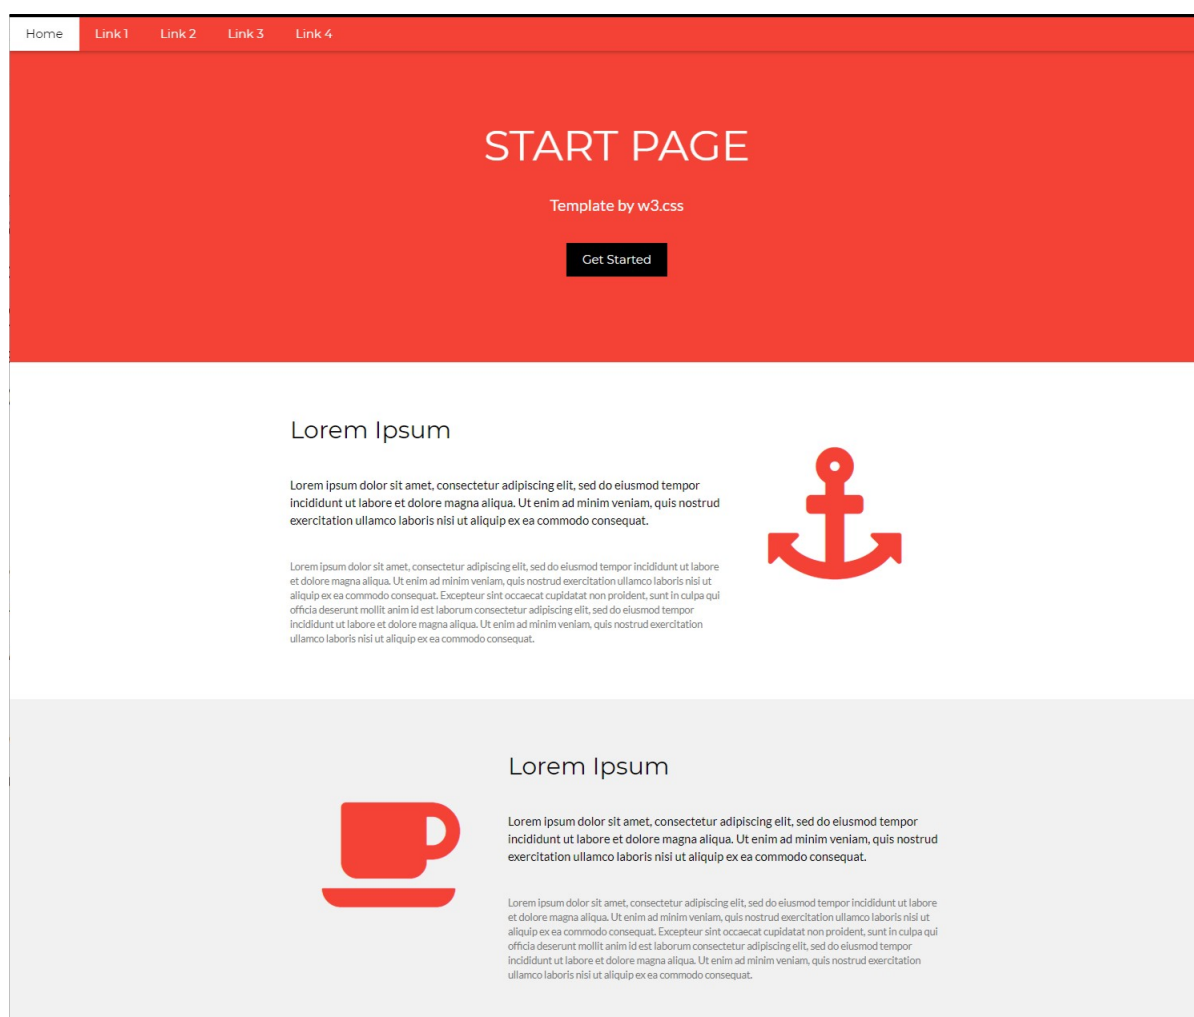 Home Link 1 Link 2 Link 3 Link 4
START PAGE
Template by w3.css
Get Started
Lorem Ipsum
Lorem ipsum dolor sit amet, consectetur adipiscing elit, sed do eiusmod tempor
incididunt ut labore et dolore magna aliqua. Ut enim ad minim veniam, quis nostrud
exercitation ullamco laboris nisi ut aliquip ex ea commodo consequat.
Lorem ipsum dolor sit amet, consectetur adipiscing elit, sed do eiusmod tempor incididunt ut labore
et dolore magna aliqua. Ut enim ad minim veniam, quis nostrud exercitation ullamco laboris nisi ut
aliquip ex ea commodo consequat. Excepteur sint occaecat cupidatat non proident, sunt in culpa qui
officia deserunt mollit anim id est laborum consectetur adipiscing elit, sed do eiusmod tempor
incididunt ut labore et dolore magna aliqua. Ut enim ad minim veniam, quis nostrud exercitation
ullamco laboris nisi ut aliquip ex ea commodo consequat.
Lorem Ipsum
Lorem ipsum dolor sit amet, consectetur adipiscing elit, sed do eiusmod tempor
incididunt ut labore et dolore magna aliqua. Ut enim ad minim veniam, quis nostrud
exercitation ullamco laboris nisi ut aliquip ex ea commodo consequat.
Lorem ipsum dolor sit amet, consectetur adipiscing elit, sed do eiusmod tempor incididunt ut labore
et dolore magna aliqua. Ut enim ad minim veniam, quis nostrud exercitation ullamco laboris nisi ut
aliquip ex ea commodo consequat. Excepteur sint occaecat cupidatat non proident, sunt in culpa qui
officia deserunt mollit anim id est laborum consectetur adipiscing elit, sed do eiusmod tempor
incididunt ut labore et dolore magna aliqua. Ut enim ad minim veniam, quis nostrud exercitation
ullamco laboris nisi ut aliquip ex ea commodo consequat.